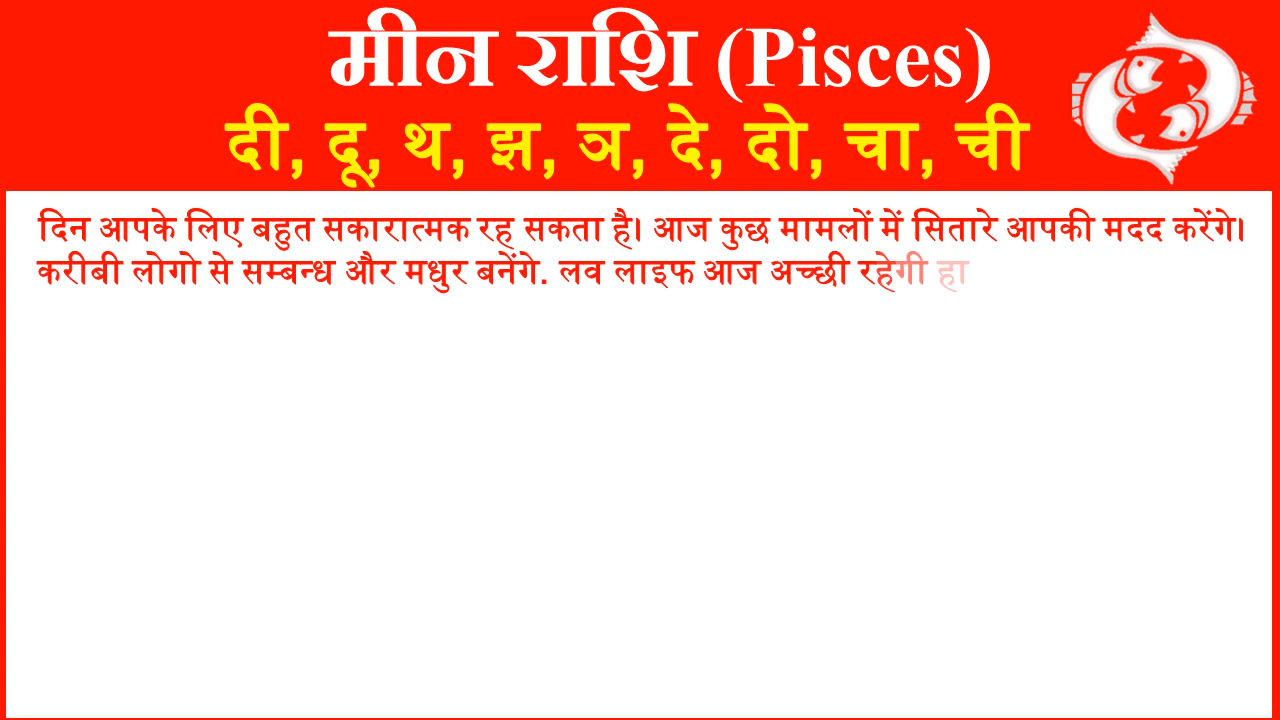 मीन राशि (Pisces)
दी, दू, थ, झ, ञ, दे, दो, चा, ची
दिन आपके लिए बहुत सकारात्मक रह सकता है। आज कुछ मामलों में सितारे आपकी मदद करेंगे।
करीबी लोगो से सम्बन्ध और मधुर बनेंगे. लव लाइफ आज अच्छी रहेगी हा